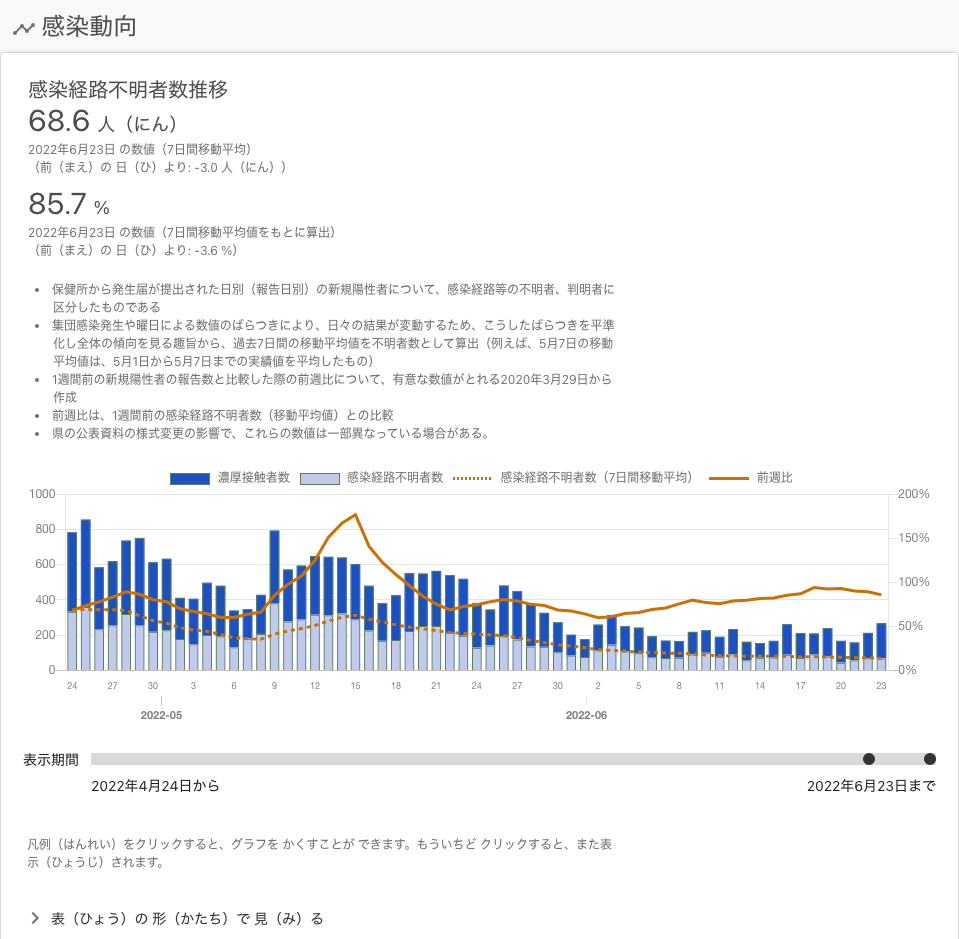 感染動向
感染経路不明者数推移
68.6 人（にん）
2022年6月23日 の数値（7日間移動平均）
（前（まえ）の 日（ひ）より: -3.0 人（にん））
85.7 %
2022年6月23日 の数値（7日間移動平均値をもとに算出）
（前（まえ）の 日（ひ）より: -3.6 %）
• 保健所から発生届が提出された日別（報告日別）の新規陽性者について、感染経路等の不明者、判明者に
区分したものである
• 集団感染発生や曜日による数値のばらつきにより、日々の結果が変動するため、こうしたばらつきを平準
化し全体の傾向を見る趣旨から、過去7日間の移動平均値を不明者数として算出（例えば、5月7日の移動
平均値は、5月1日から5月7日までの実績値を平均したもの）
• 1週間前の新規陽性者の報告数と比較した際の前週比について、有意な数値がとれる2020年3月29日から
作成
• 前週比は、1週間前の感染経路不明者数（移動平均値）との比較
• 県の公表資料の様式変更の影響で、これらの数値は一部異なっている場合がある。
濃厚接触者数 感染経路不明者数 感染経路不明者数（7日間移動平均） 前週比
1000 200%
800 150%
600 100%
400 50%
200
0 0%
24 27 30 3 6 9 12 15 18 21 24 27 30 2 5 8 11 14 17 20 23
2022-05 2022-06
表示期間
2022年4月24日から 2022年6月23日まで
凡例（はんれい）をクリックすると、グラフを かくすことが できます。もういちど クリックすると、また表
示（ひょうじ）されます。
表（ひょう）の 形（かたち）で 見（み）る